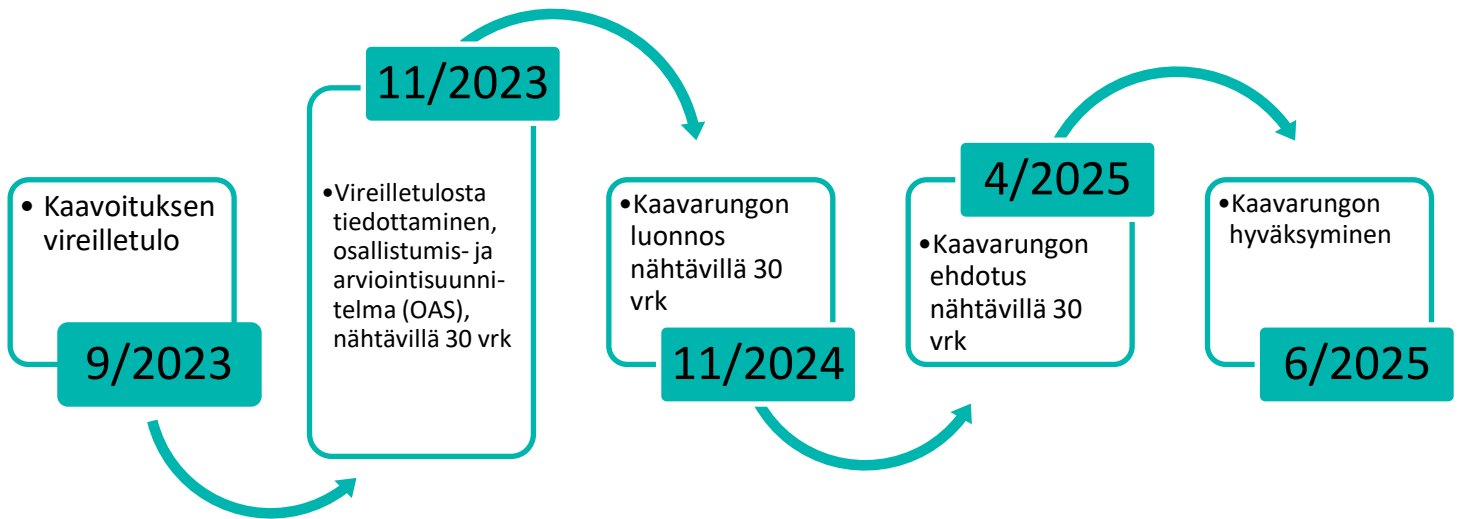 • Kaavoituksen
vireilletulo
9/2023
11/2023
•Vireilletulosta
tiedottaminen,
osallistumis- ja
arviointisuunni-
telma (OAS),
nähtävillä 30 vrk
•Kaavarungon
luonnos
nähtävillä 30
vrk
11/2024
4/2025
•Kaavarungon
ehdotus
nähtävillä 30
vrk
•Kaavarungon
hyväksyminen
6/2025